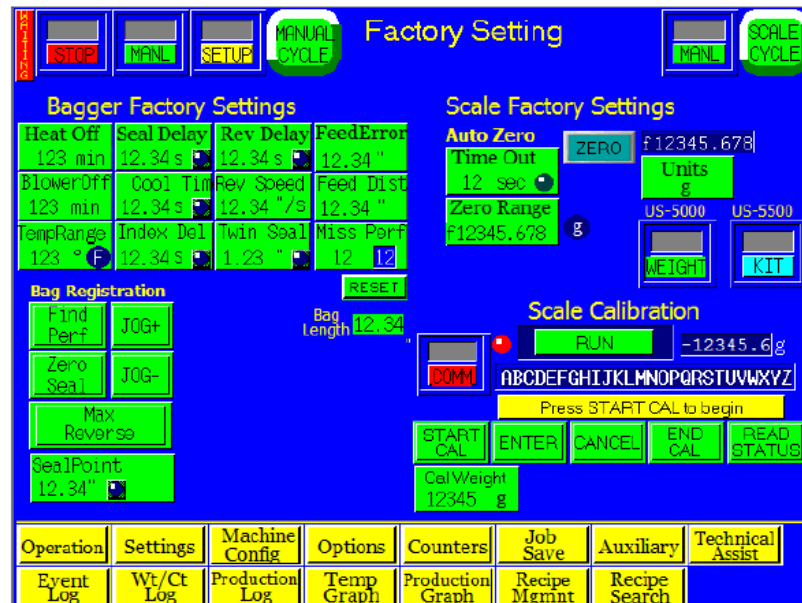 WAITING
STOP
MANL
SETUP
MANUAL
CYCLE
Factory Setting
MANL
SCALE
CYCLE
Bagger Factory Settings
Heat Off
123 min
Seal Delay
12.34 s
Rev Delay
12.34 s
FeedError
12.34 "
BlowerOff
123 min
Cool Tim
12.34 s
Rev Speed
12.34 "/s
Feed Dist
12.34 "
TempRange
123 ° F
Index Del
12.34 s
Twin Seal
1.23 "
Miss Perf
12 12
RESET
Bag
Length 12.34
"
Bag Registration
Find
Perf
JOG+
Zero
Seal
JOG-
Max
Reverse
SealPoint
12.34"
Scale Factory Settings
Auto Zero
Time Out
12 sec
ZERO
f12345.678
Units
g
Zero Range
f12345.678
g
US-5000
US-5500
WEIGHT
KIT
Scale Calibration
COMM
RUN
-12345.6 g
ABCDEFGHIJKLMNOPQRSTUVWXYZ
Press START CAL to begin
START
CAL
ENTER
CANCEL
END
CAL
READ
STATUS
Cal Weight
12345 g
Operation
Settings
Machine
Config
Options
Counters
Job
Save
Auxiliary
Technical
Assist
Event
Log
Wt/Ct
Log
Production
Log
Temp
Graph
Production
Graph
Recipe
Mgmnt
Recipe
Search